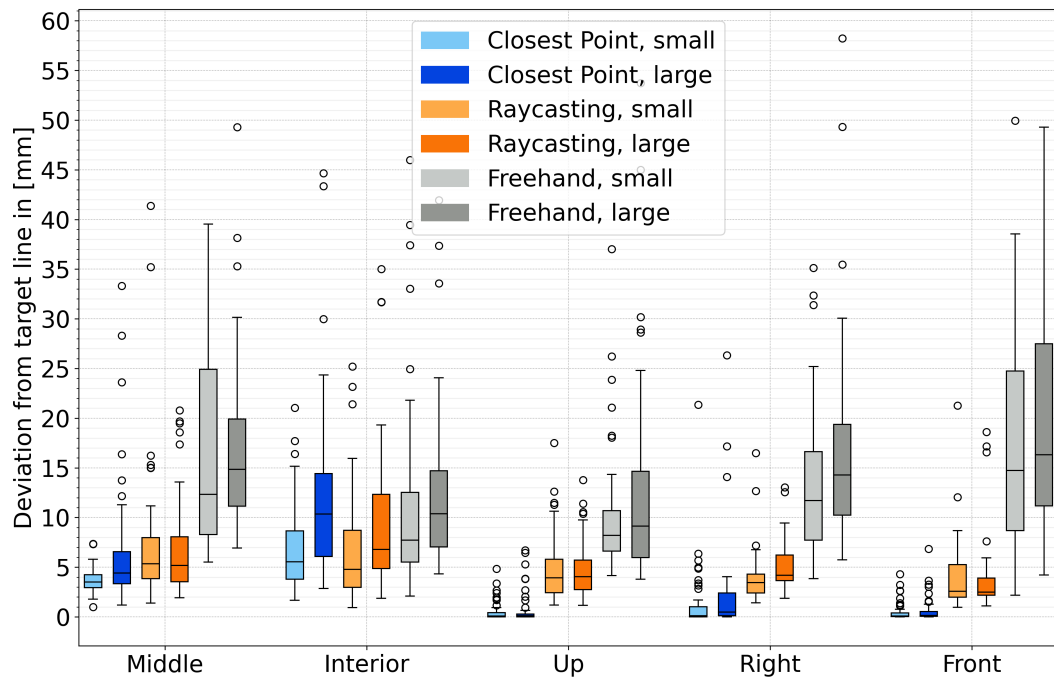 Deviation from target line in [mm]
60
55
50
45
40
35
30
25
20
15
10
5
0
Closest Point, small
Closest Point, large
Raycasting, small
Raycasting, large
Freehand, small
Freehand, large
Middle Interior Up Right Front